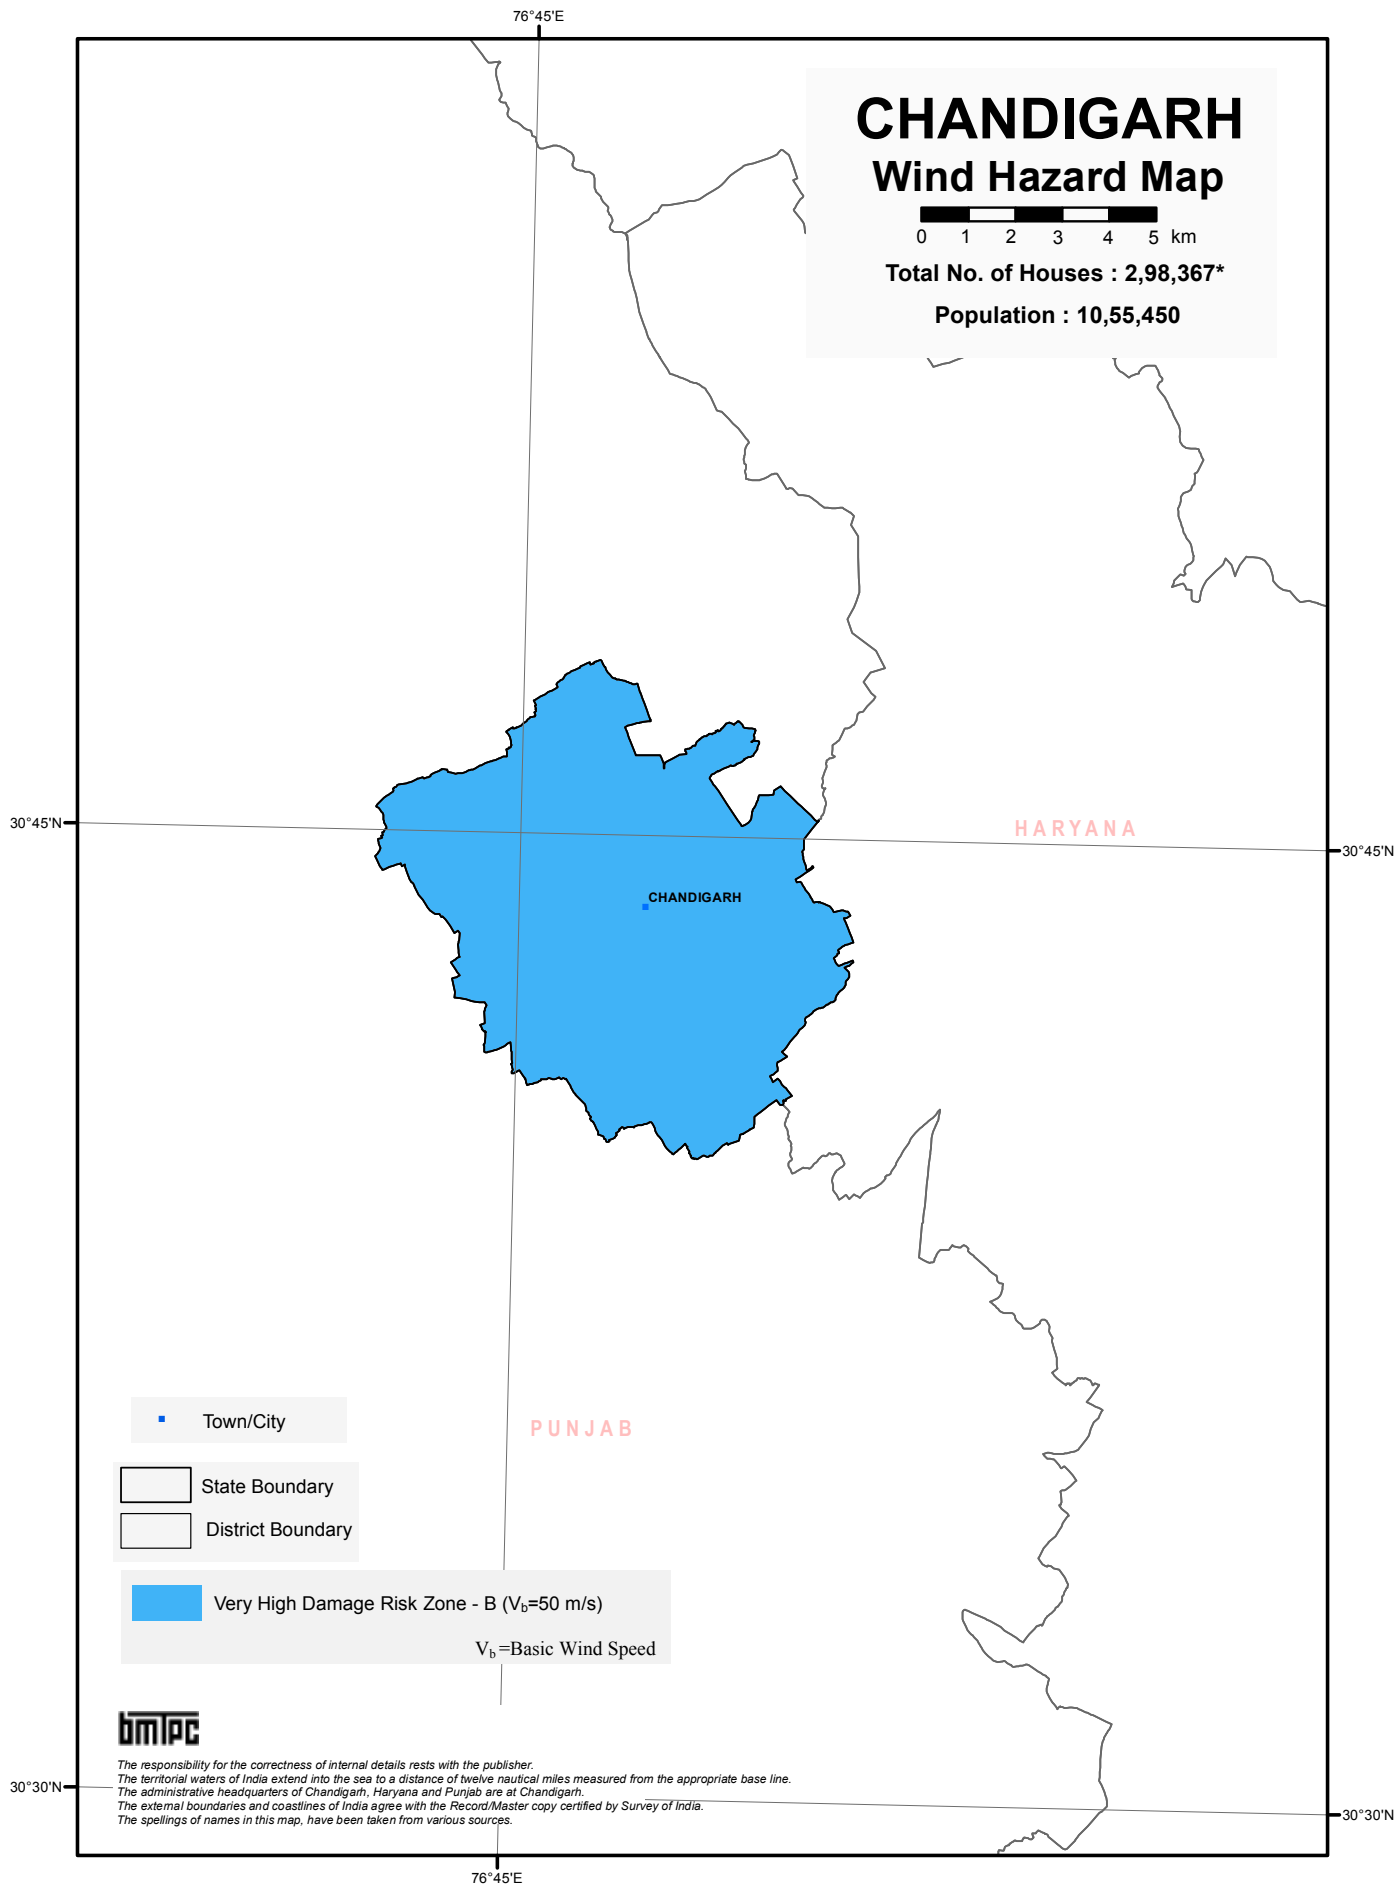 76°45'E
CHANDIGARH
Wind Hazard Map
0 1 2 3 4 5 km
Total No. of Houses : 2,98,367*
Population : 10,55,450
30°45'N
HARYANA
30°45'N
CHANDIGARH
PUNJAB
Town/City
State Boundary
District Boundary
Very High Damage Risk Zone - B (Vb=50 m/s)
Vb=Basic Wind Speed
bmTpc
The responsibility for the correctness of internal details rests with the publisher.
The territorial waters of India extend into the sea to a distance of twelve nautical miles measured from the appropriate base line.
The administrative headquarters of Chandigarh, Haryana and Punjab are at Chandigarh.
The external boundaries and coastlines of India agree with the Record/Master copy certified by Survey of India.
The spellings of names in this map, have been taken from various sources.
30°30'N
30°30'N
76°45'E